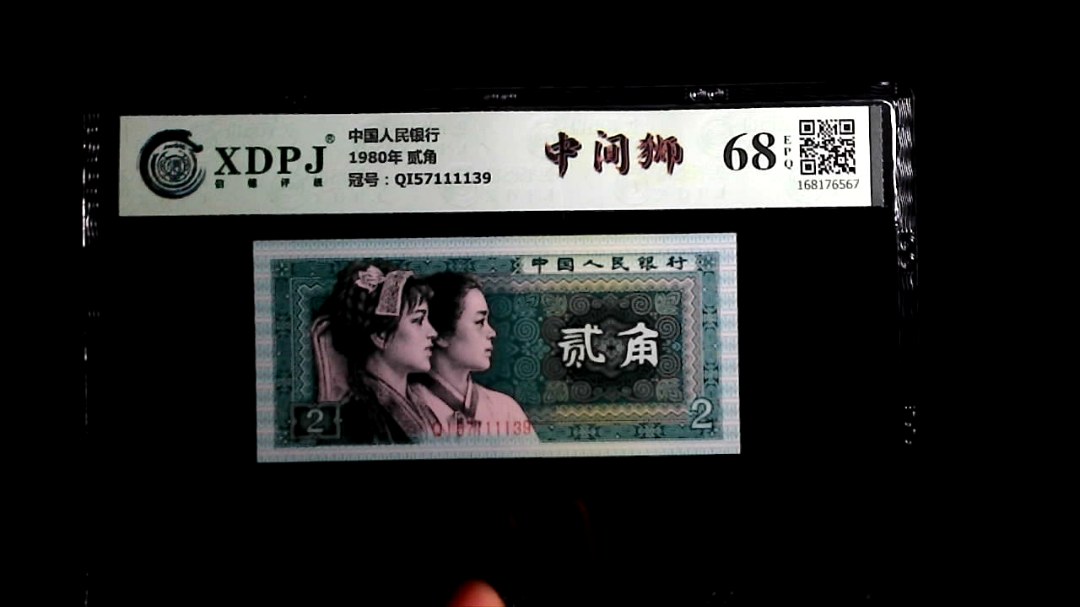 XDPJ®
信德评级
中国人民银行
1980年 贰角
冠号：QI57111139
中间狮
68
EPQ
168176567
中国人民银行
贰角
2
2
QI57111139